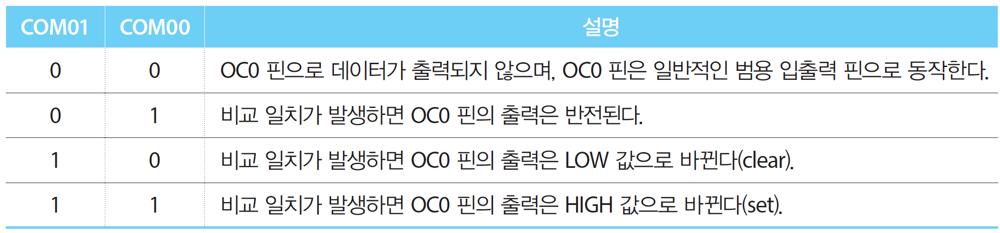 COM01 COM00 설명
0 0 OC0 핀으로 데이터가 출력되지 않으며, OC0 핀은 일반적인 범용 입출력 핀으로 동작한다.
0 1 비교 일치가 발생하면 OC0 핀의 출력은 반전된다.
1 0 비교 일치가 발생하면 OC0 핀의 출력은 LOW 값으로 바뀐다(clear).
1 1 비교 일치가 발생하면 OC0 핀의 출력은 HIGH 값으로 바뀐다(set).